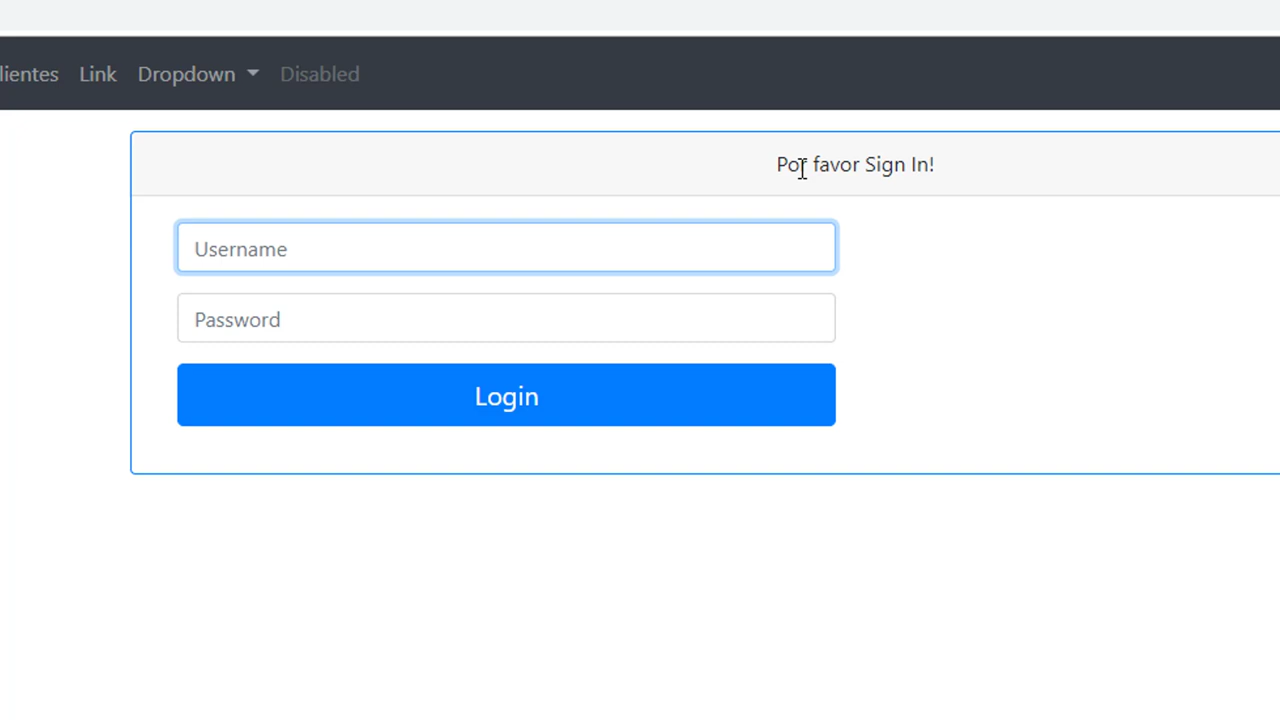 lientes Link Dropdown Disabled
Por favor Sign In!
Username
Password
Login